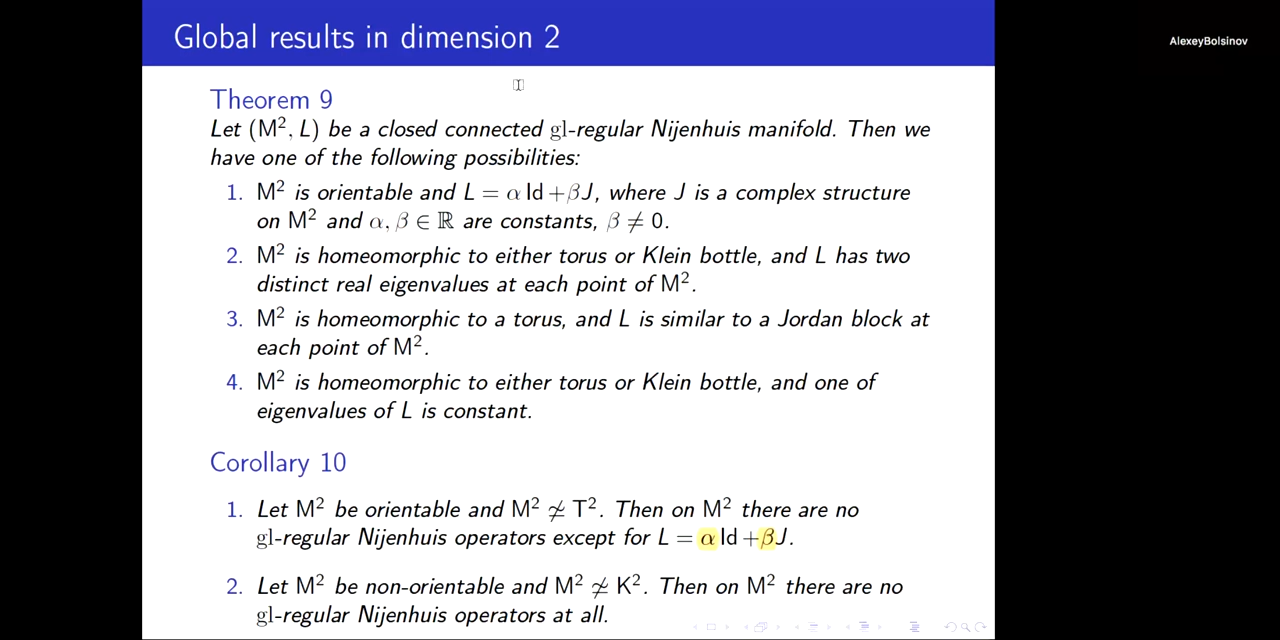 Global results in dimension 2
AlexeyBolsinov
Theorem 9
Let (M², L) be a closed connected gl-regular Nijenhuis manifold. Then we
have one of the following possibilities:
1. M² is orientable and L = α Id +βJ, where J is a complex structure
on M² and α, β ∈ ℝ are constants, β ≠ 0.
2. M² is homeomorphic to either torus or Klein bottle, and L has two
distinct real eigenvalues at each point of M².
3. M² is homeomorphic to a torus, and L is similar to a Jordan block at
each point of M².
4. M² is homeomorphic to either torus or Klein bottle, and one of
eigenvalues of L is constant.
Corollary 10
1. Let M² be orientable and M² ≄ T². Then on M² there are no
gl-regular Nijenhuis operators except for L = α Id +βJ.
2. Let M² be non-orientable and M² ≄ K². Then on M² there are no
gl-regular Nijenhuis operators at all.